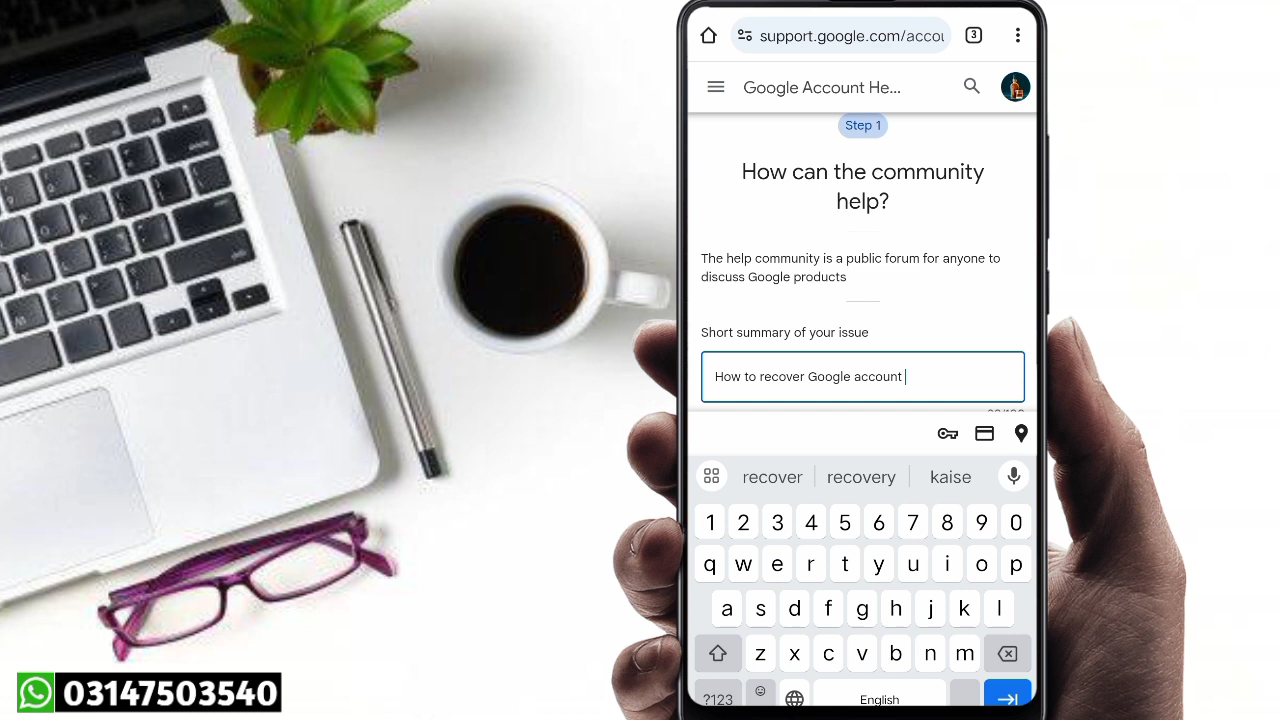 support.google.com/accou
3
Google Account He...
Step 1
How can the community
help?
The help community is a public forum for anyone to
discuss Google products
Short summary of your issue
How to recover Google account
recover recovery kaise
1 2 3 4 5 6 7 8 9 0
q w e r t y u i o p
a s d f g h j k l
z x c v b n m
?123 English
03147503540